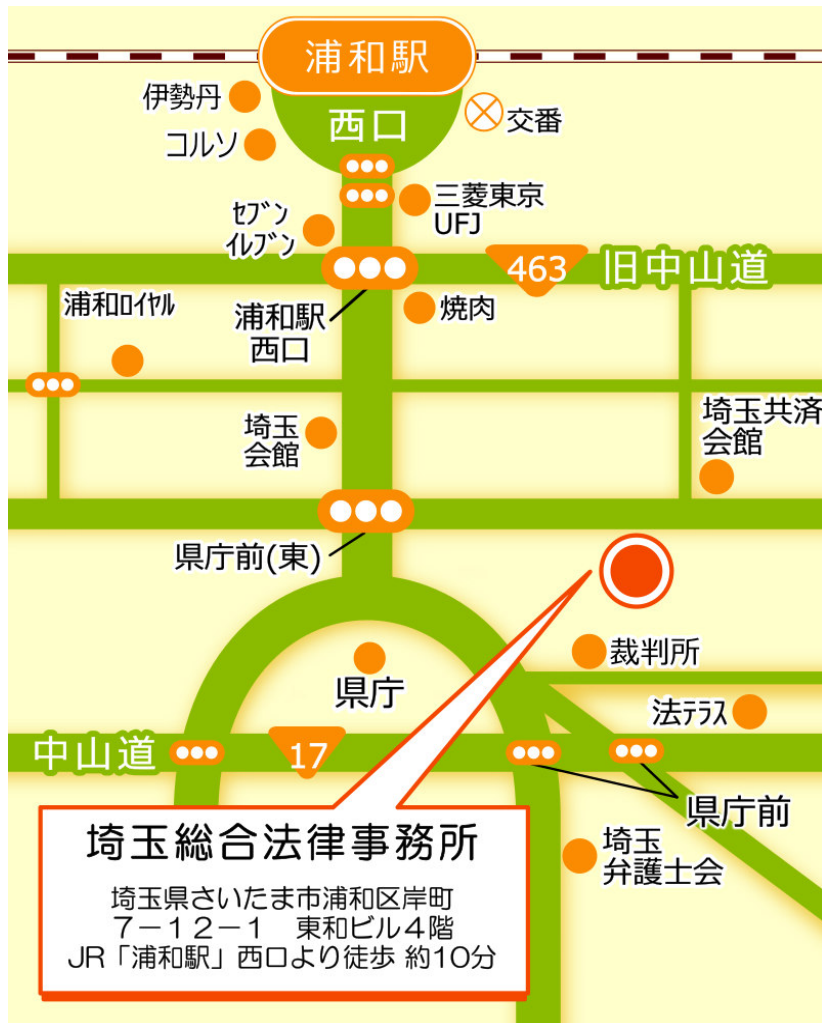 浦和駅
西口
伊勢丹
コルソ
交番
三菱東京
UFJ
セブン
イレブン
463
旧中山道
浦和ロイヤル
浦和駅
西口
焼肉
埼玉
会館
埼玉共済
会館
県庁前(東)
県庁
裁判所
法テラス
中山道
17
県庁前
埼玉
弁護士会
埼玉総合法律事務所
埼玉県さいたま市浦和区岸町
7-12-1　東和ビル4階
JR「浦和駅」西口より徒歩 約10分